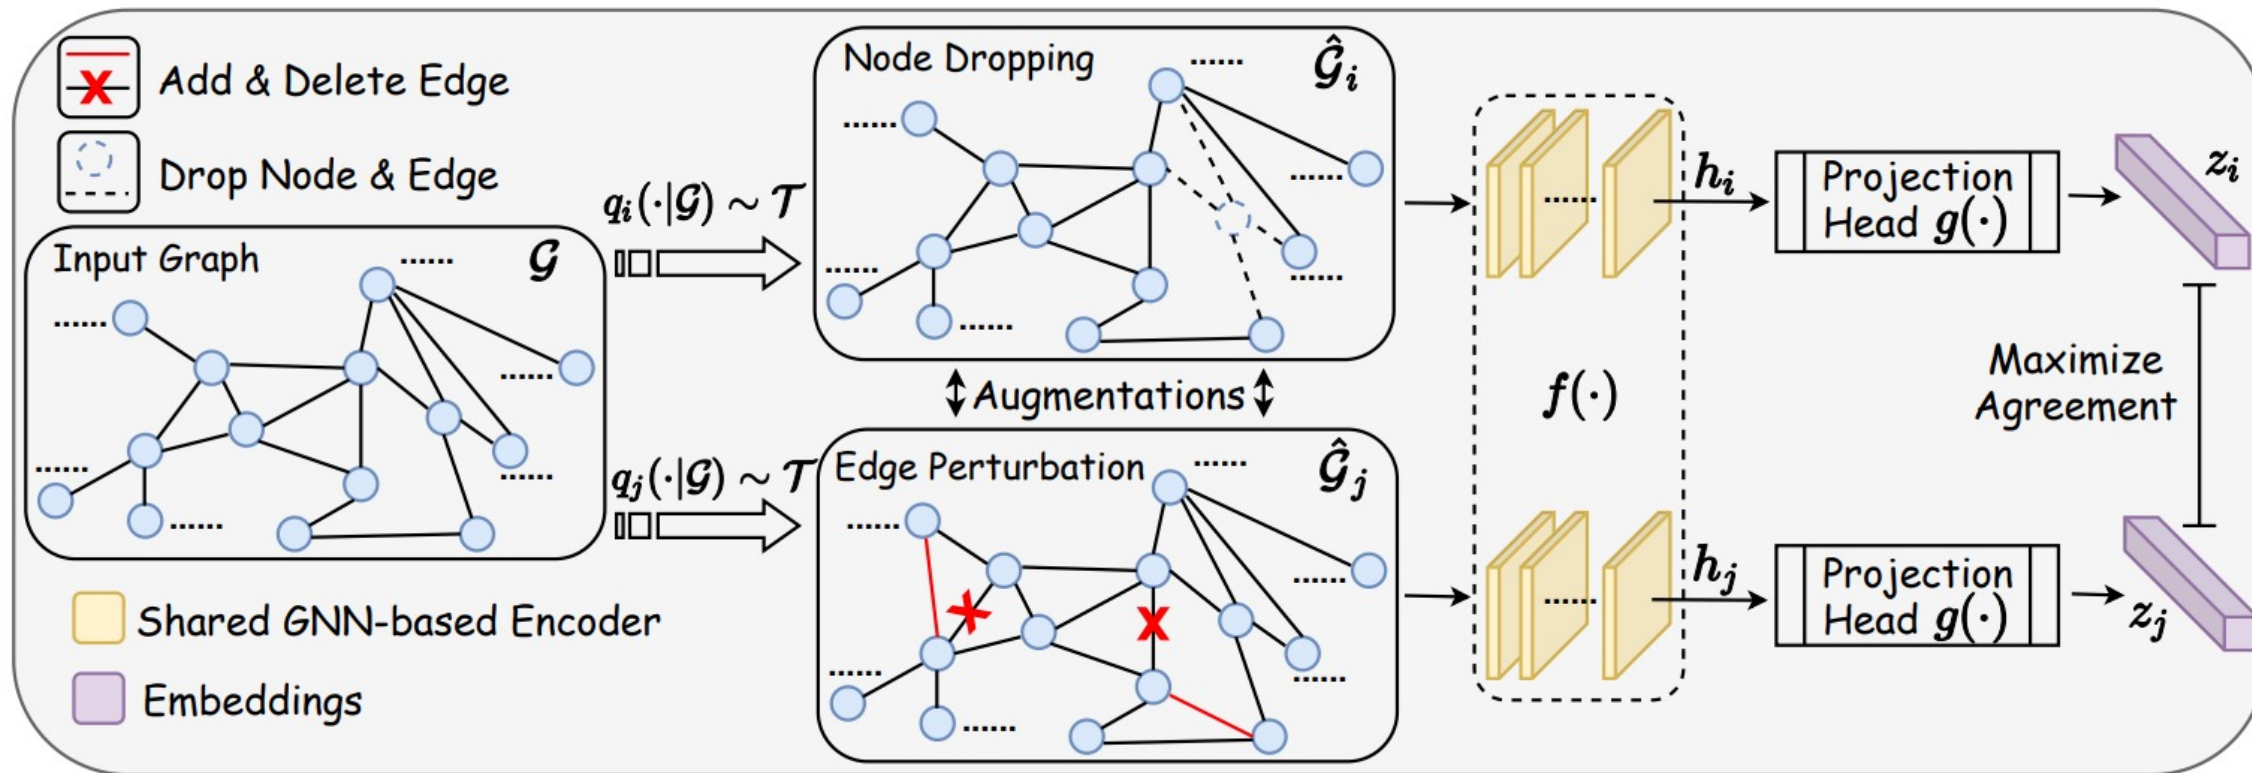 Add & Delete Edge
Drop Node & Edge
Input Graph 𝒢
......
......
......
......
......
......
Shared GNN-based Encoder
Embeddings
qᵢ(·|𝒢) ~ 𝒯
qⱼ(·|𝒢) ~ 𝒯
Node Dropping 𝒢̂ᵢ
......
......
......
......
......
......
Augmentations
Edge Perturbation 𝒢̂ⱼ
......
......
......
......
......
......
......
f(·)
......
hᵢ
hⱼ
Projection
Head g(·)
Projection
Head g(·)
zᵢ
Maximize
Agreement
zⱼ